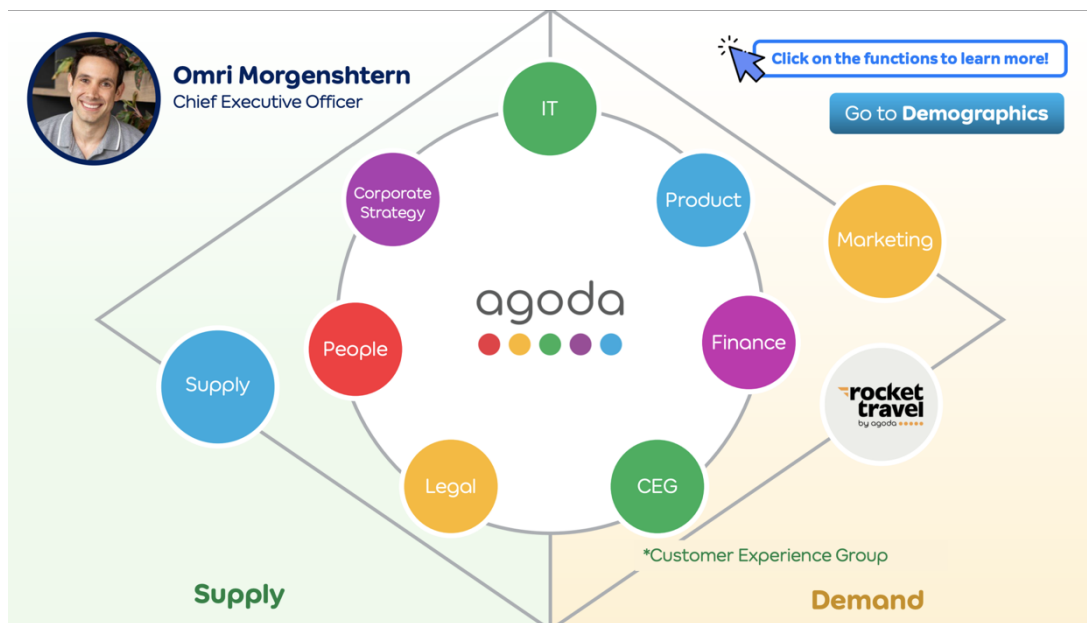 Omri Morgenshtern
Chief Executive Officer
Click on the functions to learn more!
Go to Demographics
IT
Corporate
Strategy
Product
Marketing
agoda
People
Finance
Supply
rocket
travel
by agoda
Legal
CEG
*Customer Experience Group
Supply
Demand